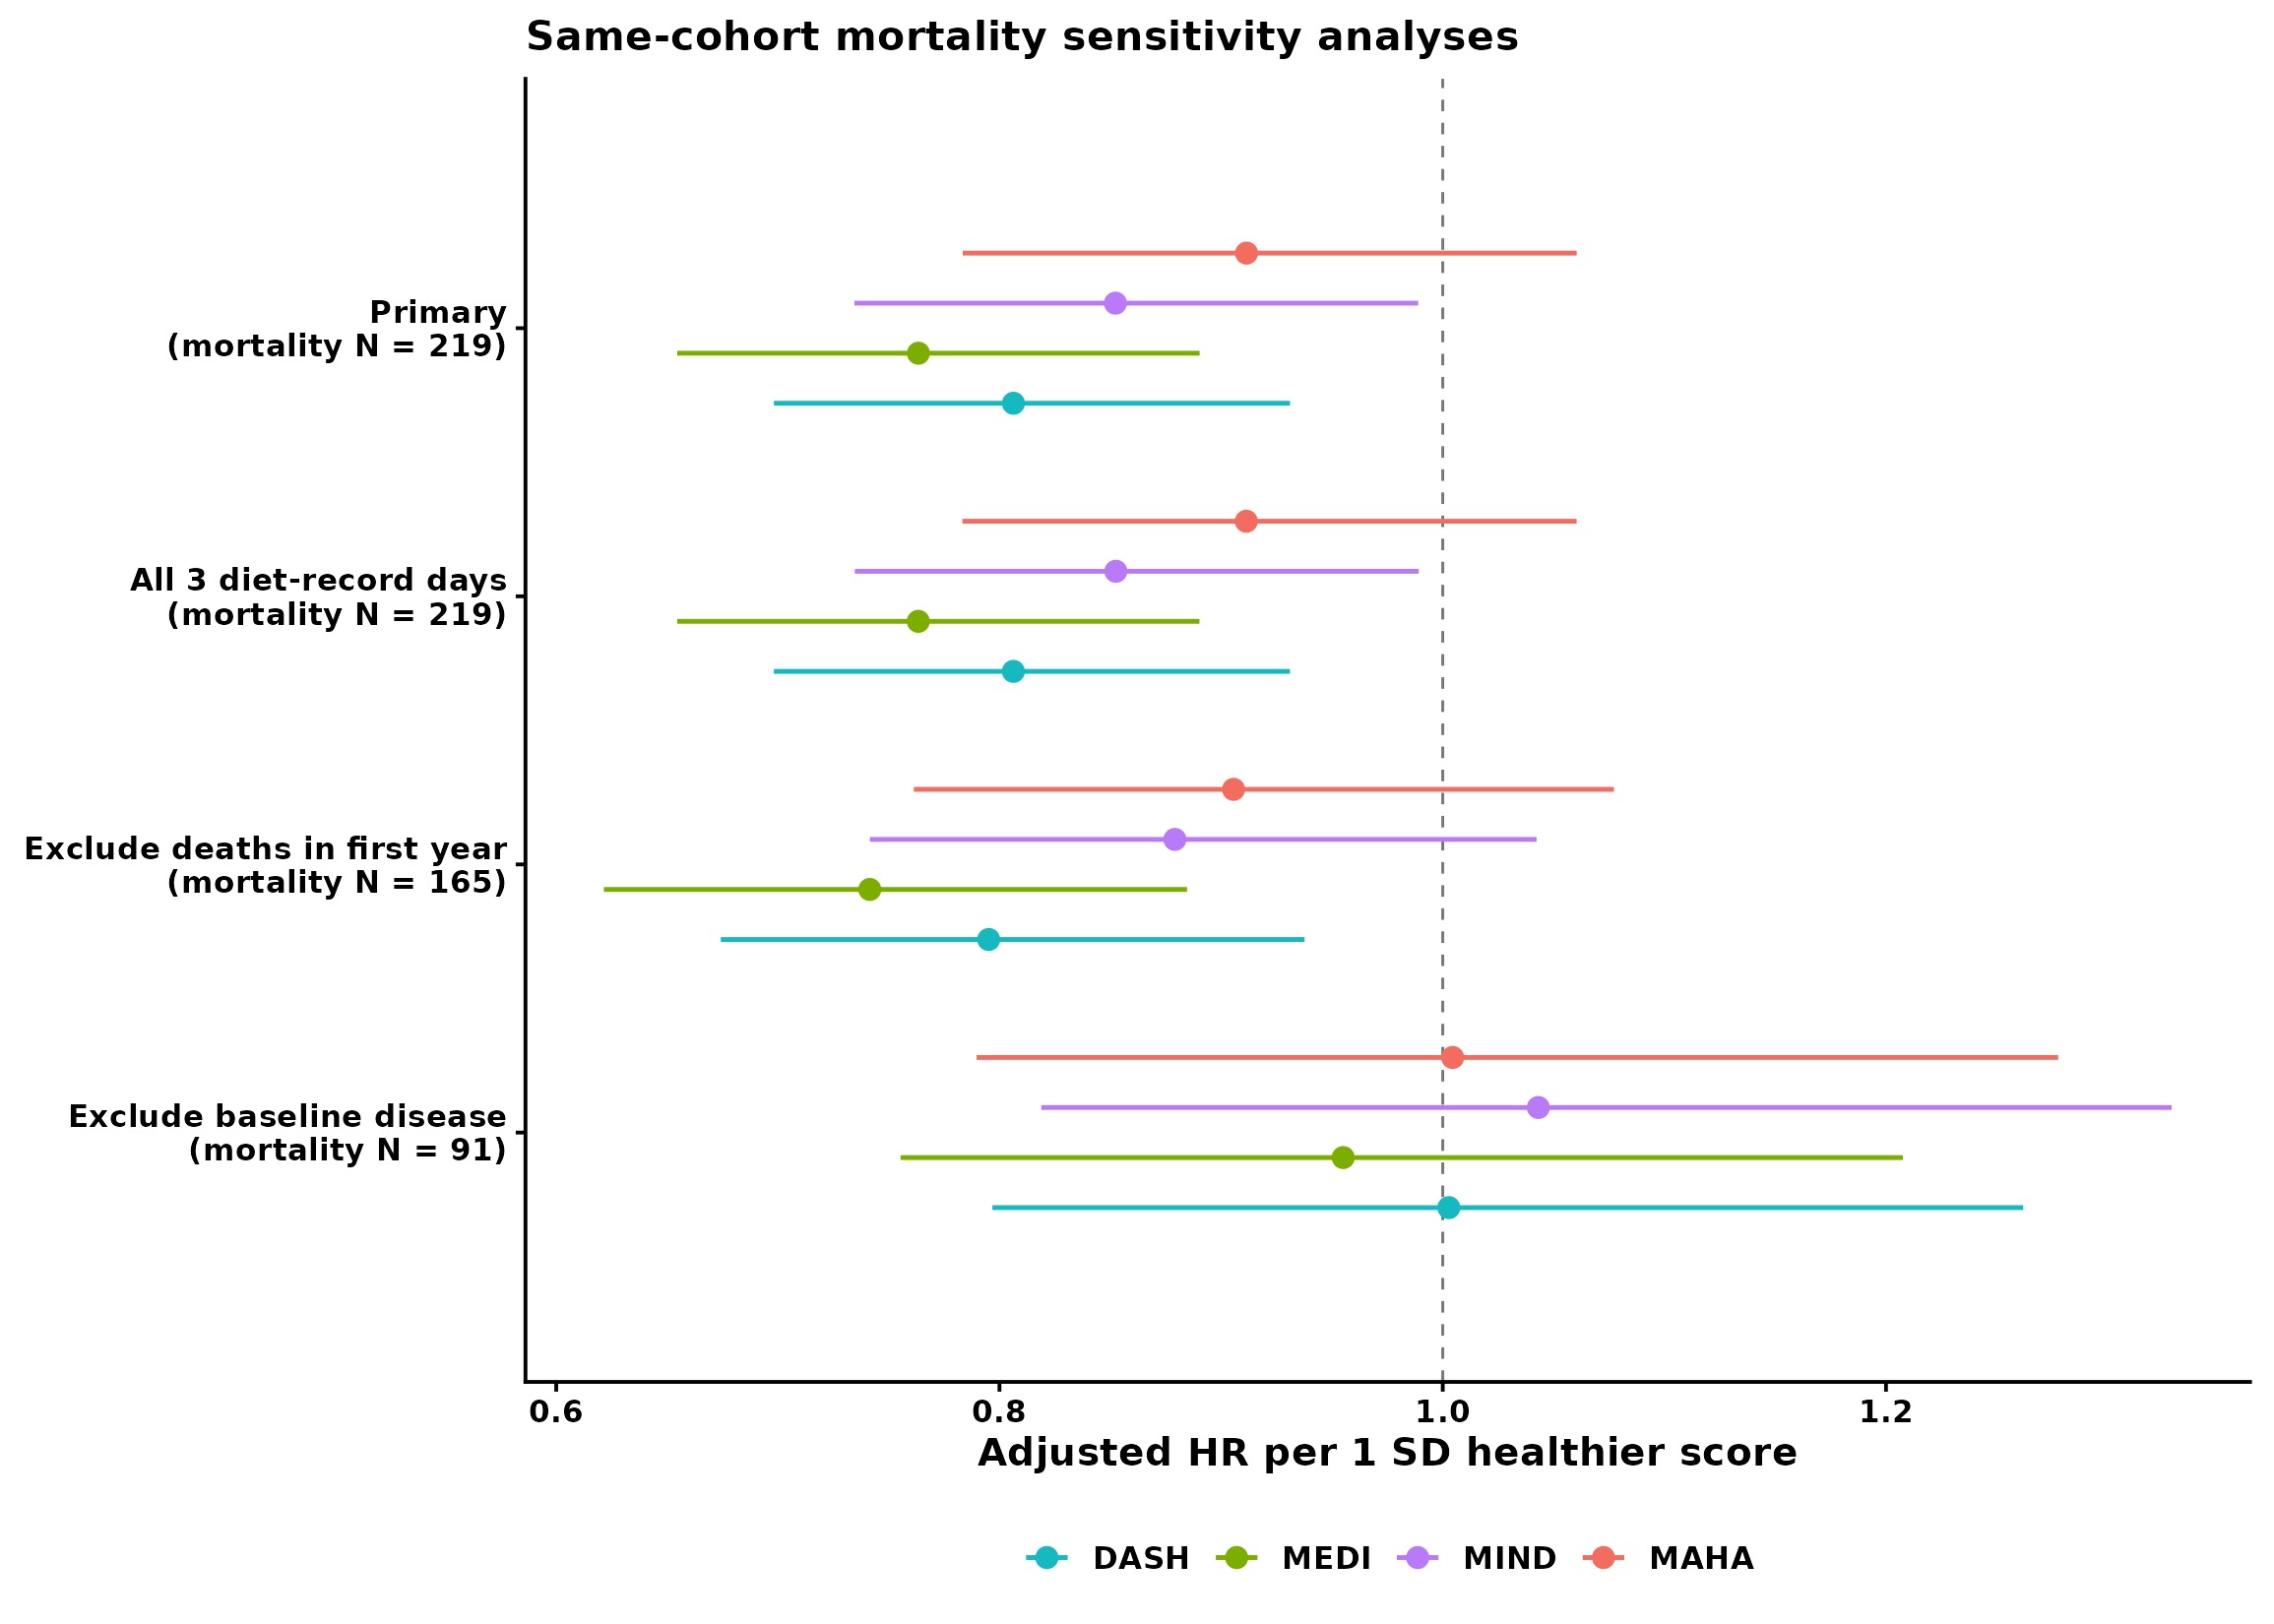 Same-cohort mortality sensitivity analyses
Primary
(mortality N = 219)
All 3 diet-record days
(mortality N = 219)
Exclude deaths in first year
(mortality N = 165)
Exclude baseline disease
(mortality N = 91)
0.6 0.8 1.0 1.2
Adjusted HR per 1 SD healthier score
DASH MEDI MIND MAHA